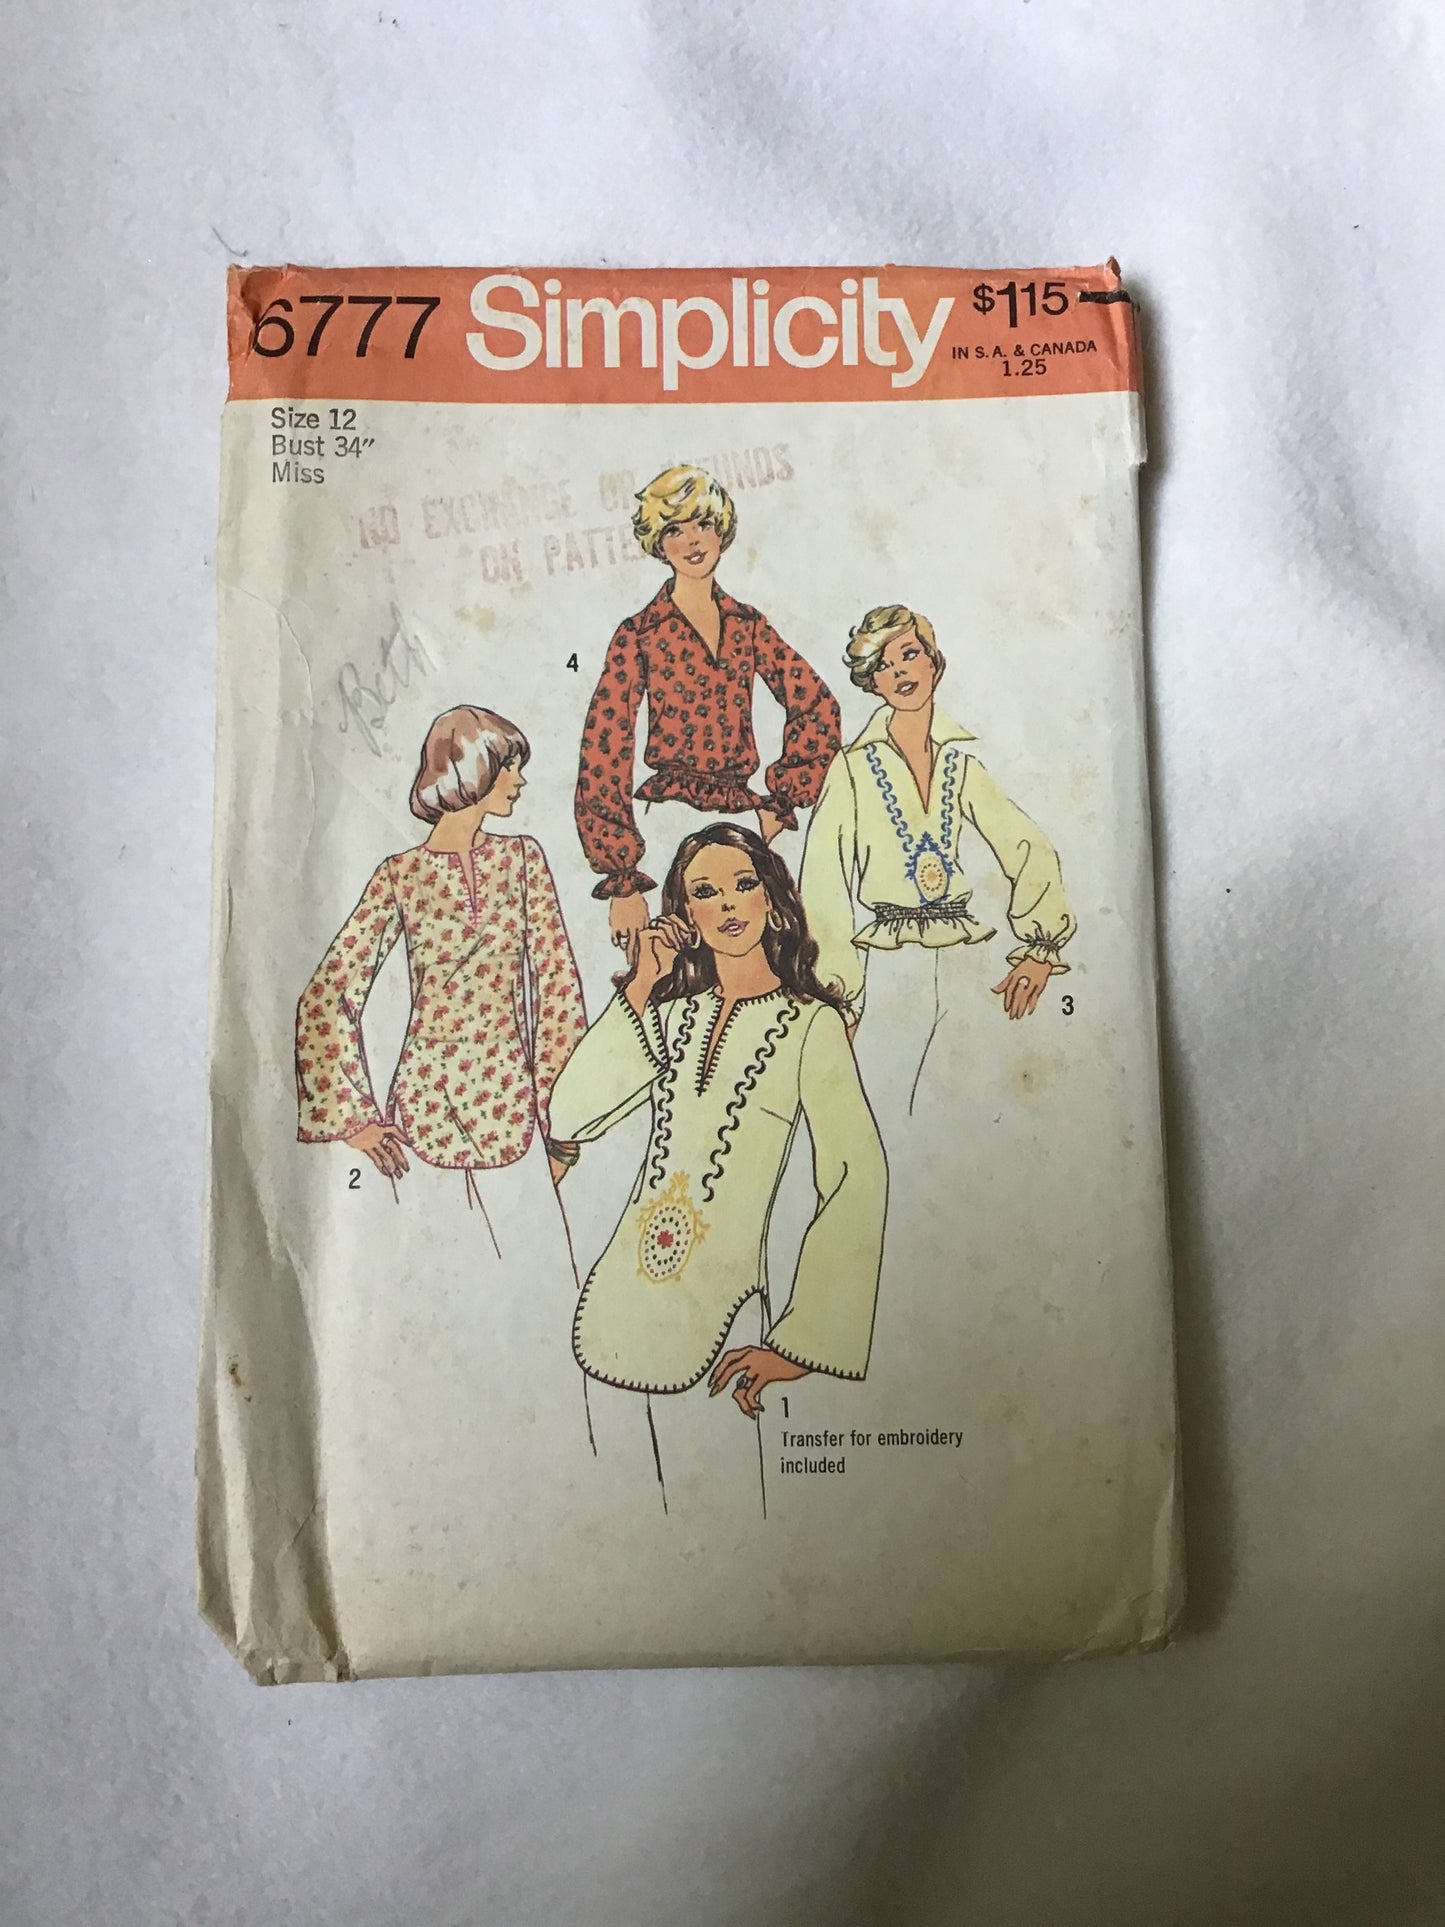 6777 Simplicity $1.15
IN S.A. & CANADA
1.25
Size 12
Bust 34"
Miss
NO EXCHANGE OR REFUNDS
ON PATTE
Beth
4
3
2
1
Transfer for embroidery
included